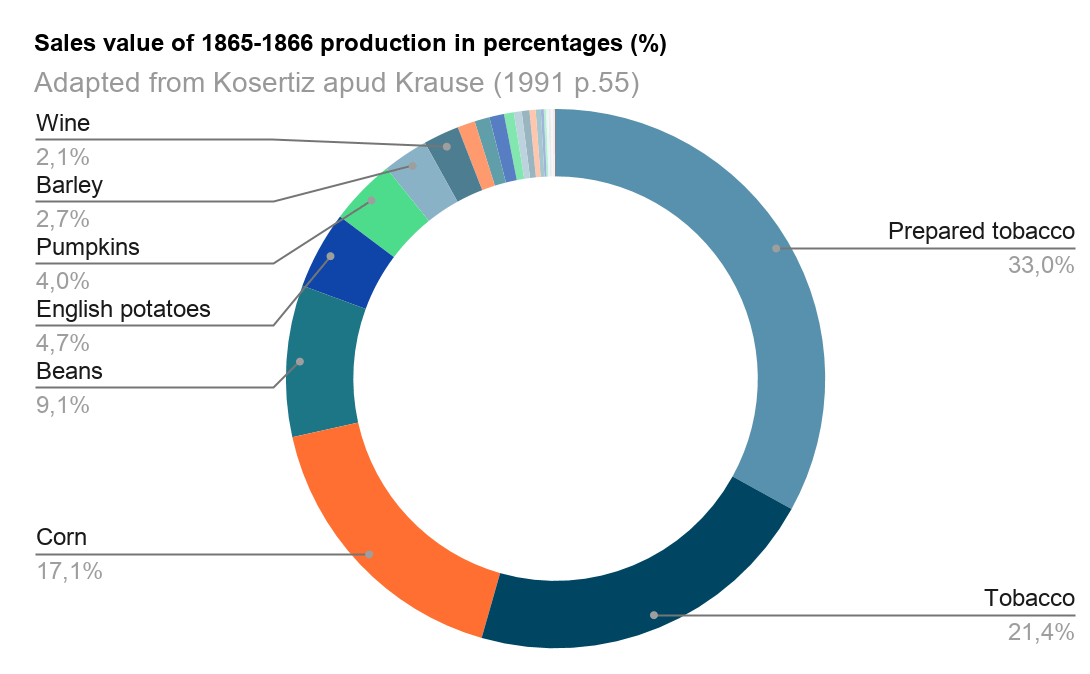 Sales value of 1865-1866 production in percentages (%)
Adapted from Kosertiz apud Krause (1991 p.55)
Wine
2,1%
Barley
2,7%
Pumpkins
4,0%
English potatoes
4,7%
Beans
9,1%
Corn
17,1%
Prepared tobacco
33,0%
Tobacco
21,4%